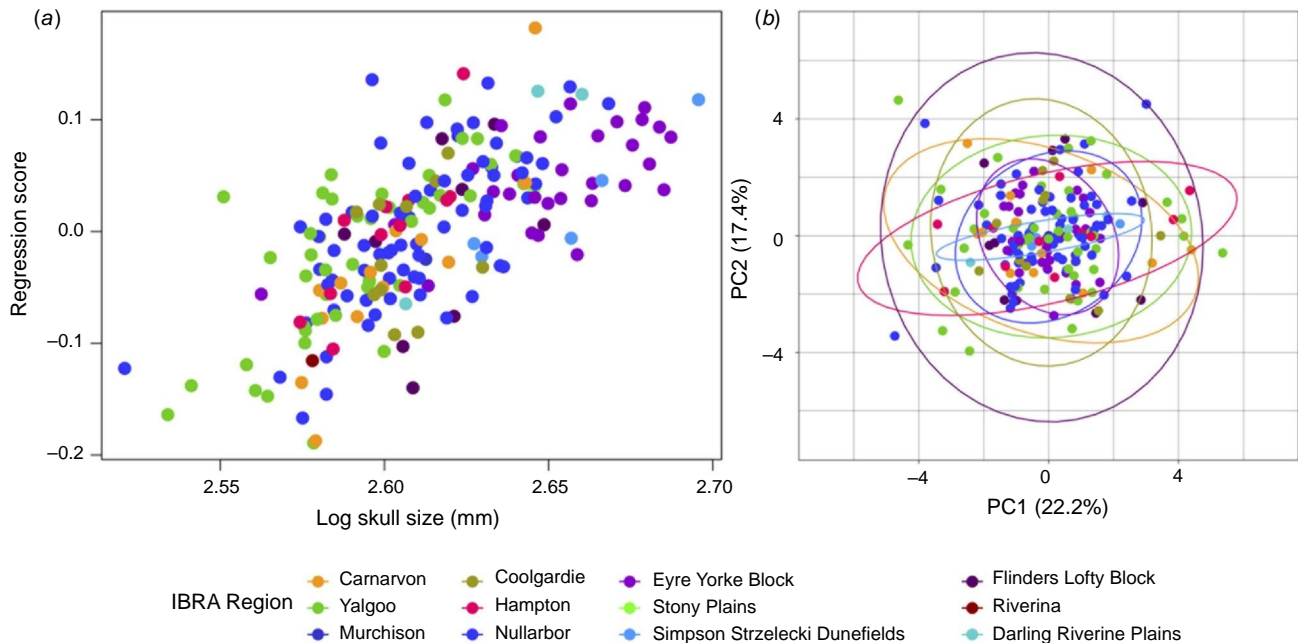 (a)
(b)
Regression score
0.1
0.0
–0.1
–0.2
2.55
2.60
2.65
2.70
Log skull size (mm)
PC2 (17.4%)
4
0
–4
–4
0
4
PC1 (22.2%)
IBRA Region
Carnarvon
Yalgoo
Murchison
Coolgardie
Hampton
Nullarbor
Eyre Yorke Block
Stony Plains
Simpson Strzelecki Dunefields
Flinders Lofty Block
Riverina
Darling Riverine Plains